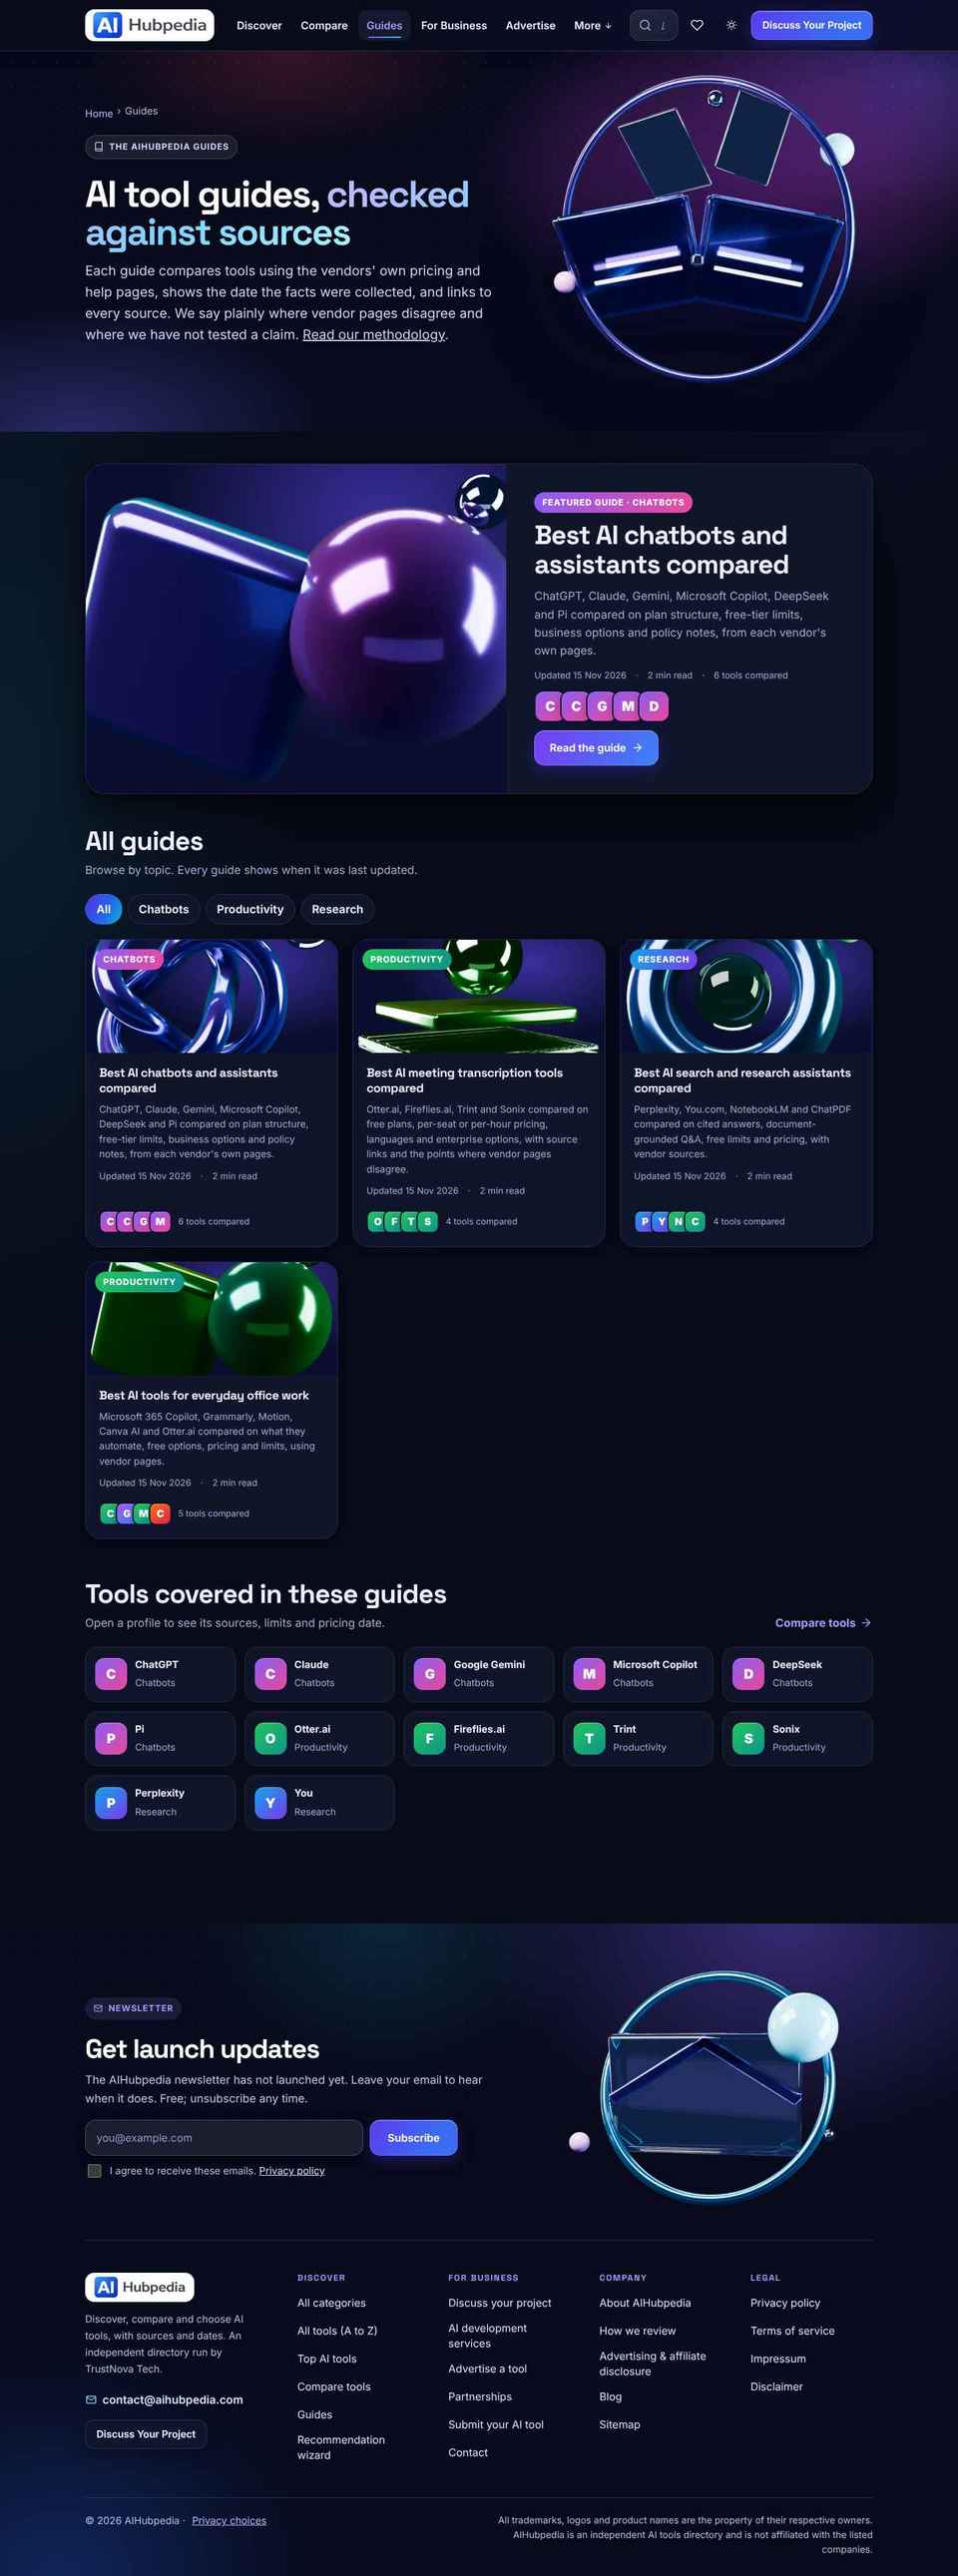 AI Hubpedia
Discover
Compare
Guides
For Business
Advertise
More ↓
/
Discuss Your Project
Home › Guides
THE AIHUBPEDIA GUIDES
AI tool guides, checked
against sources
Each guide compares tools using the vendors' own pricing and
help pages, shows the date the facts were collected, and links to
every source. We say plainly where vendor pages disagree and
where we have not tested a claim. Read our methodology.
FEATURED GUIDE · CHATBOTS
Best AI chatbots and
assistants compared
ChatGPT, Claude, Gemini, Microsoft Copilot, DeepSeek
and Pi compared on plan structure, free-tier limits,
business options and policy notes, from each vendor's
own pages.
Updated 15 Nov 2026 · 2 min read · 6 tools compared
C C G M D
Read the guide →
All guides
Browse by topic. Every guide shows when it was last updated.
All
Chatbots
Productivity
Research
CHATBOTS
Best AI chatbots and assistants
compared
ChatGPT, Claude, Gemini, Microsoft Copilot,
DeepSeek and Pi compared on plan structure,
free-tier limits, business options and policy
notes, from each vendor's own pages.
Updated 15 Nov 2026 · 2 min read
C C G M 6 tools compared
PRODUCTIVITY
Best AI meeting transcription tools
compared
Otter.ai, Fireflies.ai, Trint and Sonix compared on
free plans, per-seat or per-hour pricing,
languages and enterprise options, with source
links and the points where vendor pages
disagree.
Updated 15 Nov 2026 · 2 min read
O F T S 4 tools compared
RESEARCH
Best AI search and research assistants
compared
Perplexity, You.com, NotebookLM and ChatPDF
compared on cited answers, document-
grounded Q&A, free limits and pricing, with
vendor sources.
Updated 15 Nov 2026 · 2 min read
P Y N C 4 tools compared
PRODUCTIVITY
Best AI tools for everyday office work
Microsoft 365 Copilot, Grammarly, Motion,
Canva AI and Otter.ai compared on what they
automate, free options, pricing and limits, using
vendor pages.
Updated 15 Nov 2026 · 2 min read
C G M C 5 tools compared
Tools covered in these guides
Open a profile to see its sources, limits and pricing date.
Compare tools →
C ChatGPT
Chatbots
C Claude
Chatbots
G Google Gemini
Chatbots
M Microsoft Copilot
Chatbots
D DeepSeek
Chatbots
P Pi
Chatbots
O Otter.ai
Productivity
F Fireflies.ai
Productivity
T Trint
Productivity
S Sonix
Productivity
P Perplexity
Research
Y You
Research
NEWSLETTER
Get launch updates
The AIHubpedia newsletter has not launched yet. Leave your email to hear
when it does. Free; unsubscribe any time.
you@example.com
Subscribe
I agree to receive these emails. Privacy policy
AI Hubpedia
Discover, compare and choose AI
tools, with sources and dates. An
independent directory run by
TrustNova Tech.
contact@aihubpedia.com
Discuss Your Project
DISCOVER
All categories
All tools (A to Z)
Top AI tools
Compare tools
Guides
Recommendation
wizard
FOR BUSINESS
Discuss your project
AI development
services
Advertise a tool
Partnerships
Submit your AI tool
Contact
COMPANY
About AIHubpedia
How we review
Advertising & affiliate
disclosure
Blog
Sitemap
LEGAL
Privacy policy
Terms of service
Impressum
Disclaimer
© 2026 AIHubpedia · Privacy choices
All trademarks, logos and product names are the property of their respective owners.
AIHubpedia is an independent AI tools directory and is not affiliated with the listed
companies.